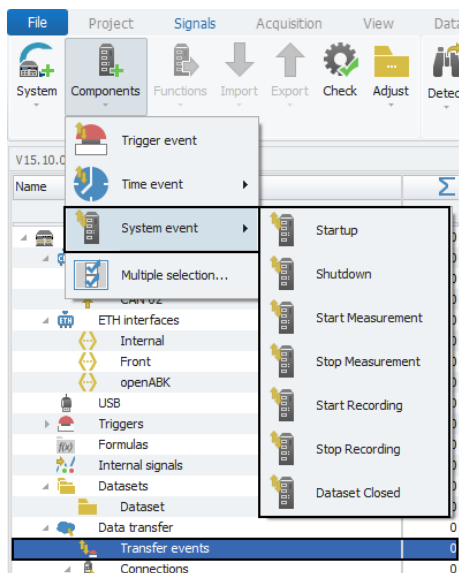 File Project Signals Acquisition View Data
System Components Functions Import Export Check Adjust Detec
V15.10.0
Name Σ
Trigger event
Time event
System event
Multiple selection...
Startup
Shutdown
Start Measurement
Stop Measurement
Start Recording
Stop Recording
Dataset Closed
CAN 02
ETH interfaces
Internal
Front
openABK
USB
Triggers
f(x) Formulas
Internal signals
Datasets
Dataset
Data transfer 0
Transfer events 0
Connections 0